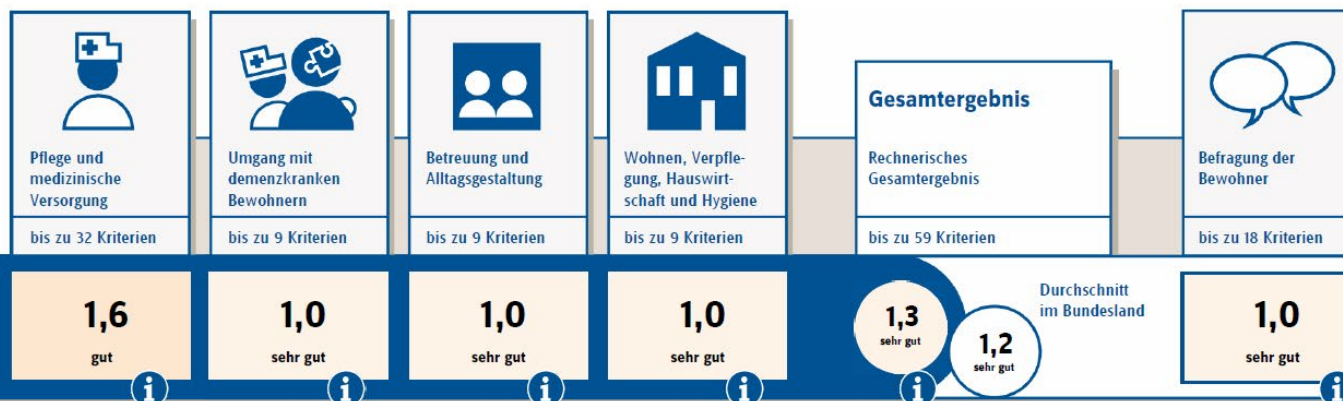 Pflege und
medizinische
Versorgung
bis zu 32 Kriterien
1,6
gut
Umgang mit
demenzkranken
Bewohnern
bis zu 9 Kriterien
1,0
sehr gut
Betreuung und
Alltagsgestaltung
bis zu 9 Kriterien
1,0
sehr gut
Wohnen, Verpfle-
gung, Hauswirt-
schaft und Hygiene
bis zu 9 Kriterien
1,0
sehr gut
Gesamtergebnis
Rechnerisches
Gesamtergebnis
bis zu 59 Kriterien
1,3
sehr gut
1,2
sehr gut
Durchschnitt
im Bundesland
Befragung der
Bewohner
bis zu 18 Kriterien
1,0
sehr gut